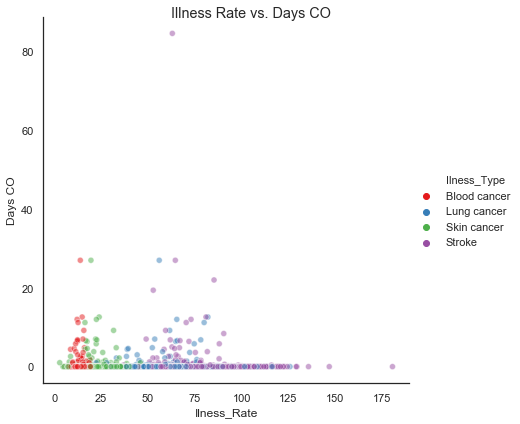 Illness Rate vs. Days CO
80
60
40
20
0
Days CO
0
25
50
75
100
125
150
175
Ilness_Rate
Ilness_Type
Blood cancer
Lung cancer
Skin cancer
Stroke